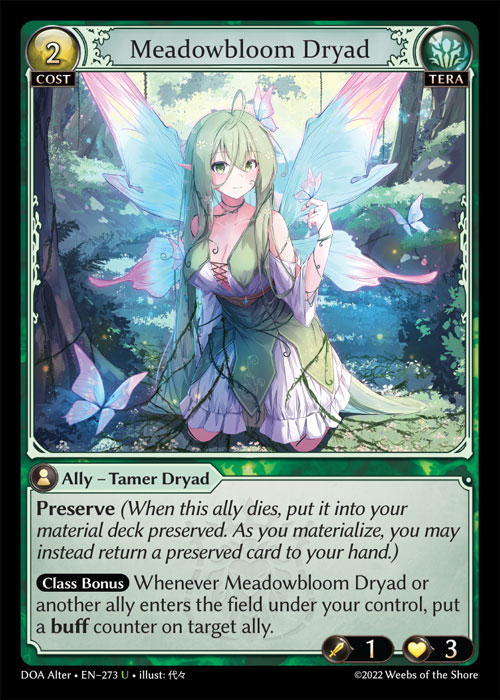 2
Meadowbloom Dryad
COST
TERA
Ally – Tamer Dryad
Preserve (When this ally dies, put it into your
material deck preserved. As you materialize, you may
instead return a preserved card to your hand.)
Class Bonus Whenever Meadowbloom Dryad or
another ally enters the field under your control, put
a buff counter on target ally.
1
3
DOA Alter • EN–273 U • illust: 代々
©2022 Weebs of the Shore